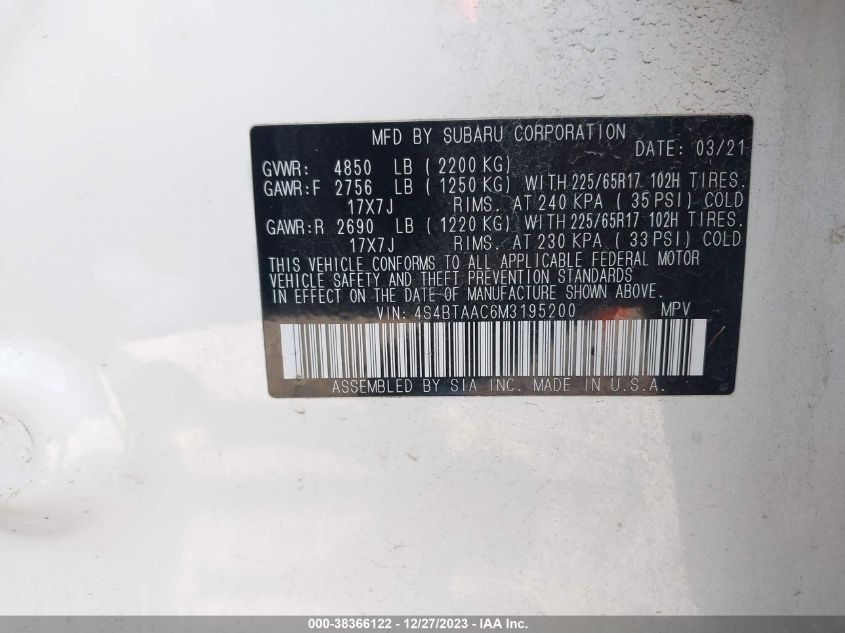 MFD BY SUBARU CORPORATION
DATE: 03/21
GVWR: 4850 LB (2200 KG)
GAWR:F 2756 LB (1250 KG) WITH 225/65R17 102H TIRES.
17X7J RIMS. AT 240 KPA (35 PSI) COLD
GAWR:R 2690 LB (1220 KG) WITH 225/65R17 102H TIRES.
17X7J RIMS. AT 230 KPA (33 PSI) COLD
THIS VEHICLE CONFORMS TO ALL APPLICABLE FEDERAL MOTOR
VEHICLE SAFETY AND THEFT PREVENTION STANDARDS
IN EFFECT ON THE DATE OF MANUFACTURE SHOWN ABOVE.
VIN: 4S4BTAAC6M3195200 MPV
ASSEMBLED BY SIA INC. MADE IN U.S.A.
000-38366122 - 12/27/2023 - IAA Inc.